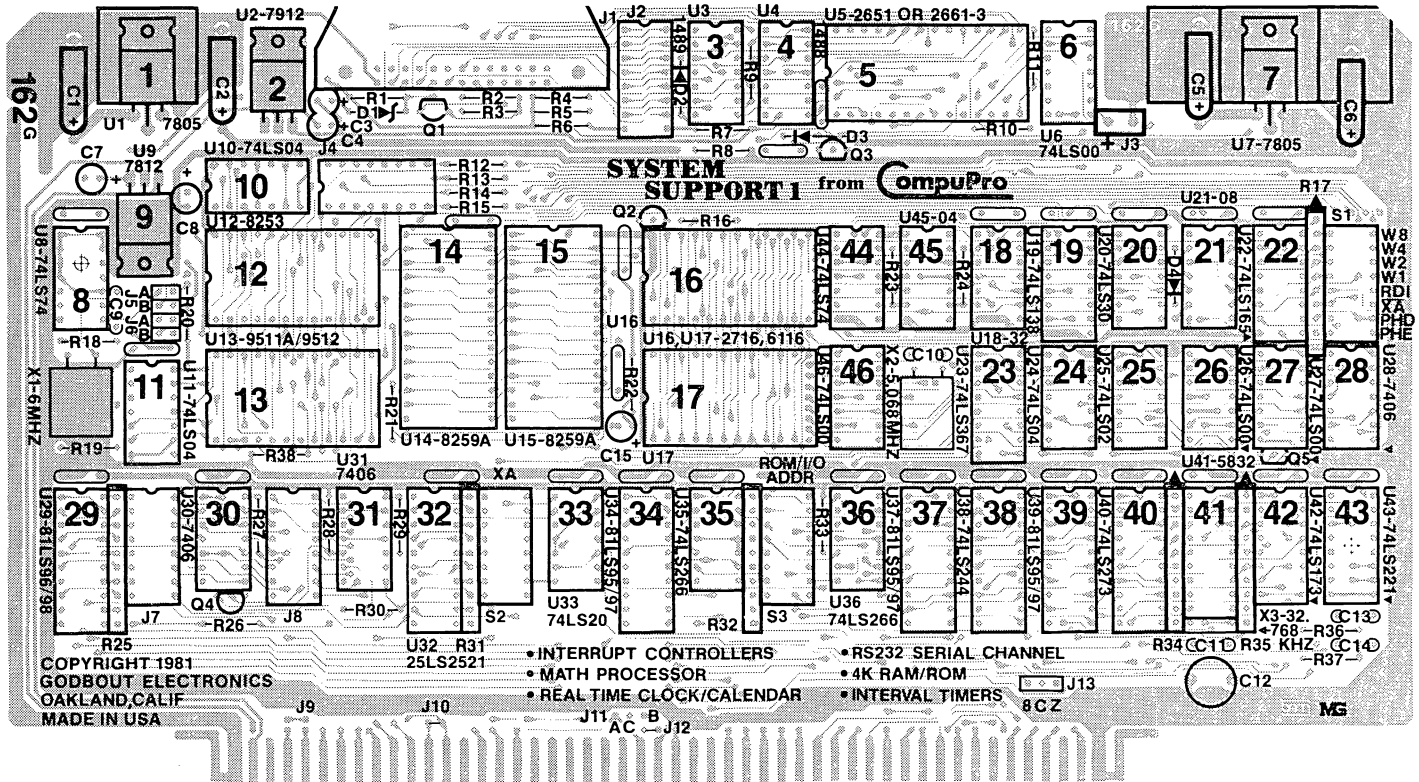 U2-7912
J1
J2
U3
U4
U5-2651 OR 2661-3
162G
C1 +
1
C2 +
2
1489
D2
3
R9
4
1488
5
R11
6
C5 +
7
C6 +
U1 7805
R1
D1
+
C3
+C4
Q1
R2
R3
R4
R5
R6
R7
R8
D3
Q3
R10
U6
74LS00
+ J3
U7-7805
C7
+
U9
7812
+
U10-74LS04
J4
10
R12
R13
R14
R15
SYSTEM
SUPPORT 1 from CompuPro
R17
9
C8
U12-8253
Q2
R16
U45-04
U21-08
S1
U8-74LS74
8
12
14
15
16
44
U44-74LS74
R23
45
R24
18
U19-74LS138
19
U20-74LS30
20
D4
21
U22-74LS165
22
W8
W4
W2
W1
RDI
XA
PHD
PHE
C9
J5
J6
A
B
A
B
R20
R18
U13-9511A/9512
U16
U16,U17-2716,6116
U18-32
X1-6MHZ
11
U11-74LS04
13
R21
R22
17
46
U46-74LS00
X2-5.068MHZ
C10
U23-74LS367
23
U24-74LS04
24
U25-74LS02
25
26
27
28
U28-7406
R19
R38
U31
7406
U14-8259A
U15-8259A
C15
+
U17
ROM/I/O
ADDR
U41-5832
Q5
XA
U29-81LS96/98
29
U30-7406
30
R27
R28
31
R29
32
33
U34-81LS95/97
34
U35-74LS266
35
R33
36
U37-81LS95/97
37
U38-74LS244
38
U39-81LS95/97
39
U40-74LS273
40
41
42
U42-74LS173
43
U43-74LS221
R25
J7
Q4
R26
J8
R30
U32
25LS2521
R31
S2
U33
74LS20
R32
S3
U36
74LS266
R34
C11
R35
X3-32.
768
KHZ
R36
R37
C13
C14
COPYRIGHT 1981
GODBOUT ELECTRONICS
OAKLAND,CALIF
MADE IN USA
• INTERRUPT CONTROLLERS
• MATH PROCESSOR
• REAL TIME CLOCK/CALENDAR
• RS232 SERIAL CHANNEL
• 4K RAM/ROM
• INTERVAL TIMERS
J13
8 C Z
C12
J9
J10
J11
B
A C
J12
MG